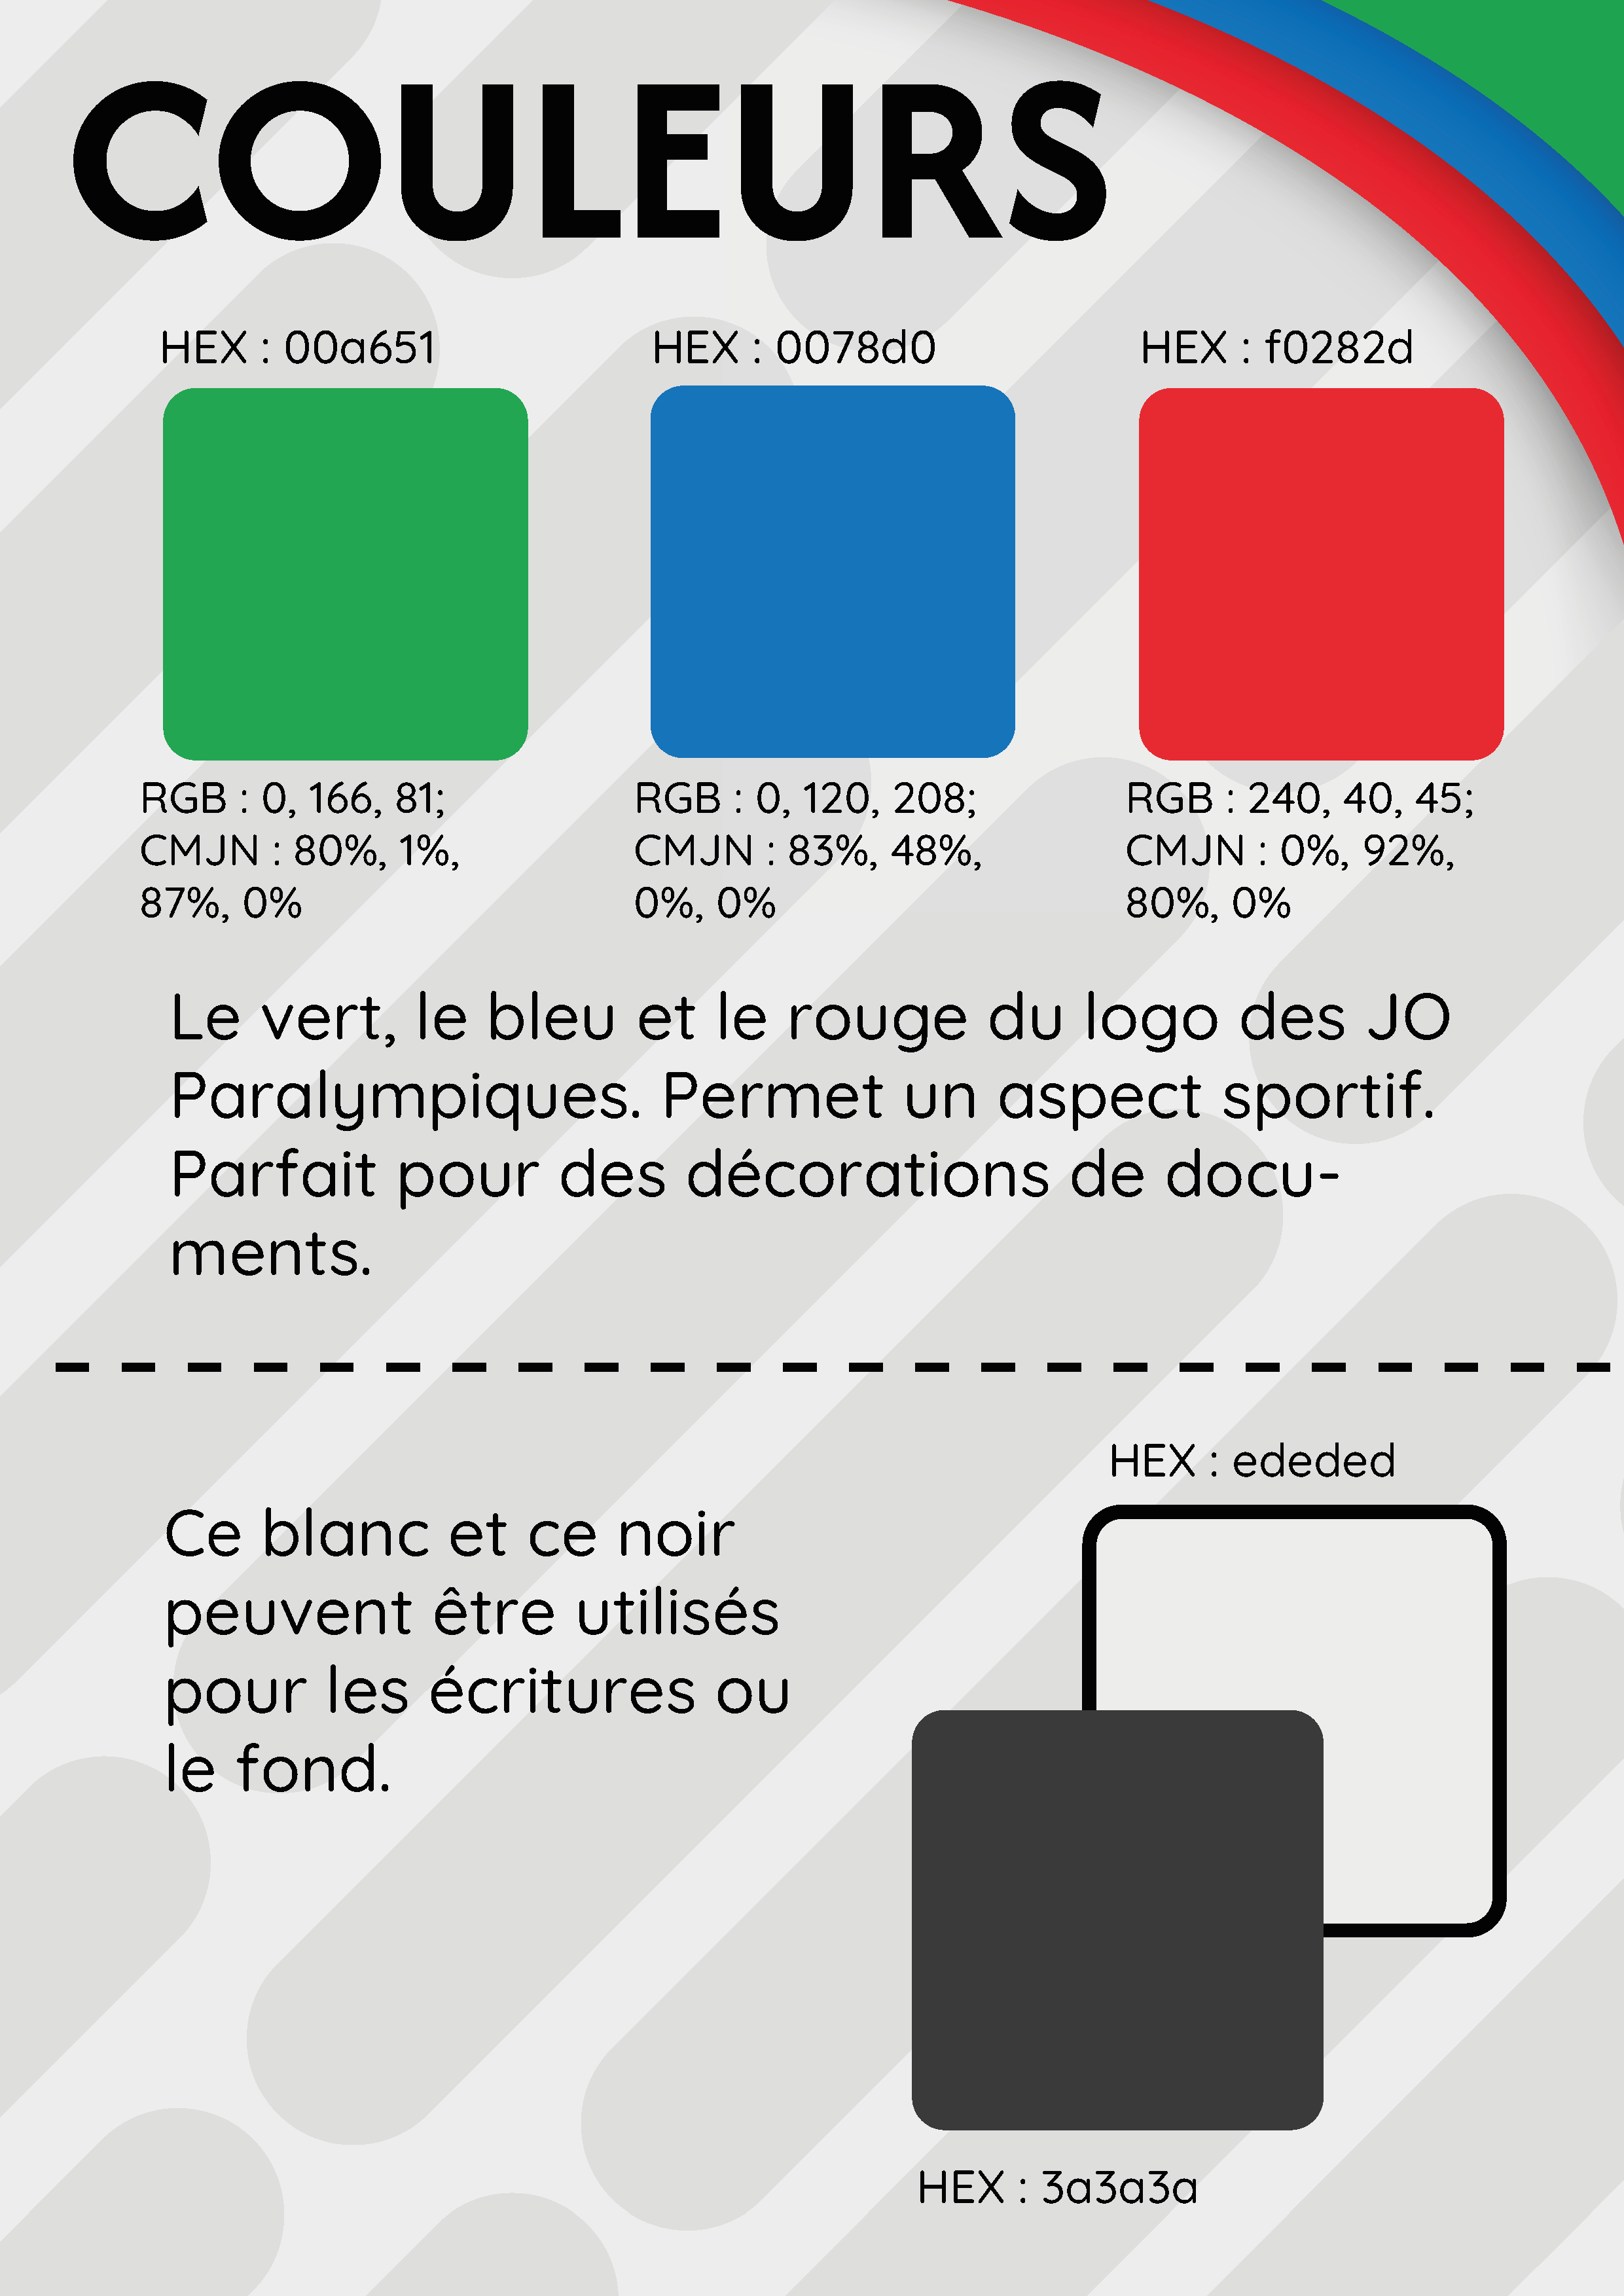 COULEURS
HEX : 00a651
HEX : 0078d0
HEX : f0282d
RGB : 0, 166, 81;
CMJN : 80%, 1%,
87%, 0%
RGB : 0, 120, 208;
CMJN : 83%, 48%,
0%, 0%
RGB : 240, 40, 45;
CMJN : 0%, 92%,
80%, 0%
Le vert, le bleu et le rouge du logo des JO
Paralympiques. Permet un aspect sportif.
Parfait pour des décorations de docu-
ments.
HEX : ededed
Ce blanc et ce noir
peuvent être utilisés
pour les écritures ou
le fond.
HEX : 3a3a3a